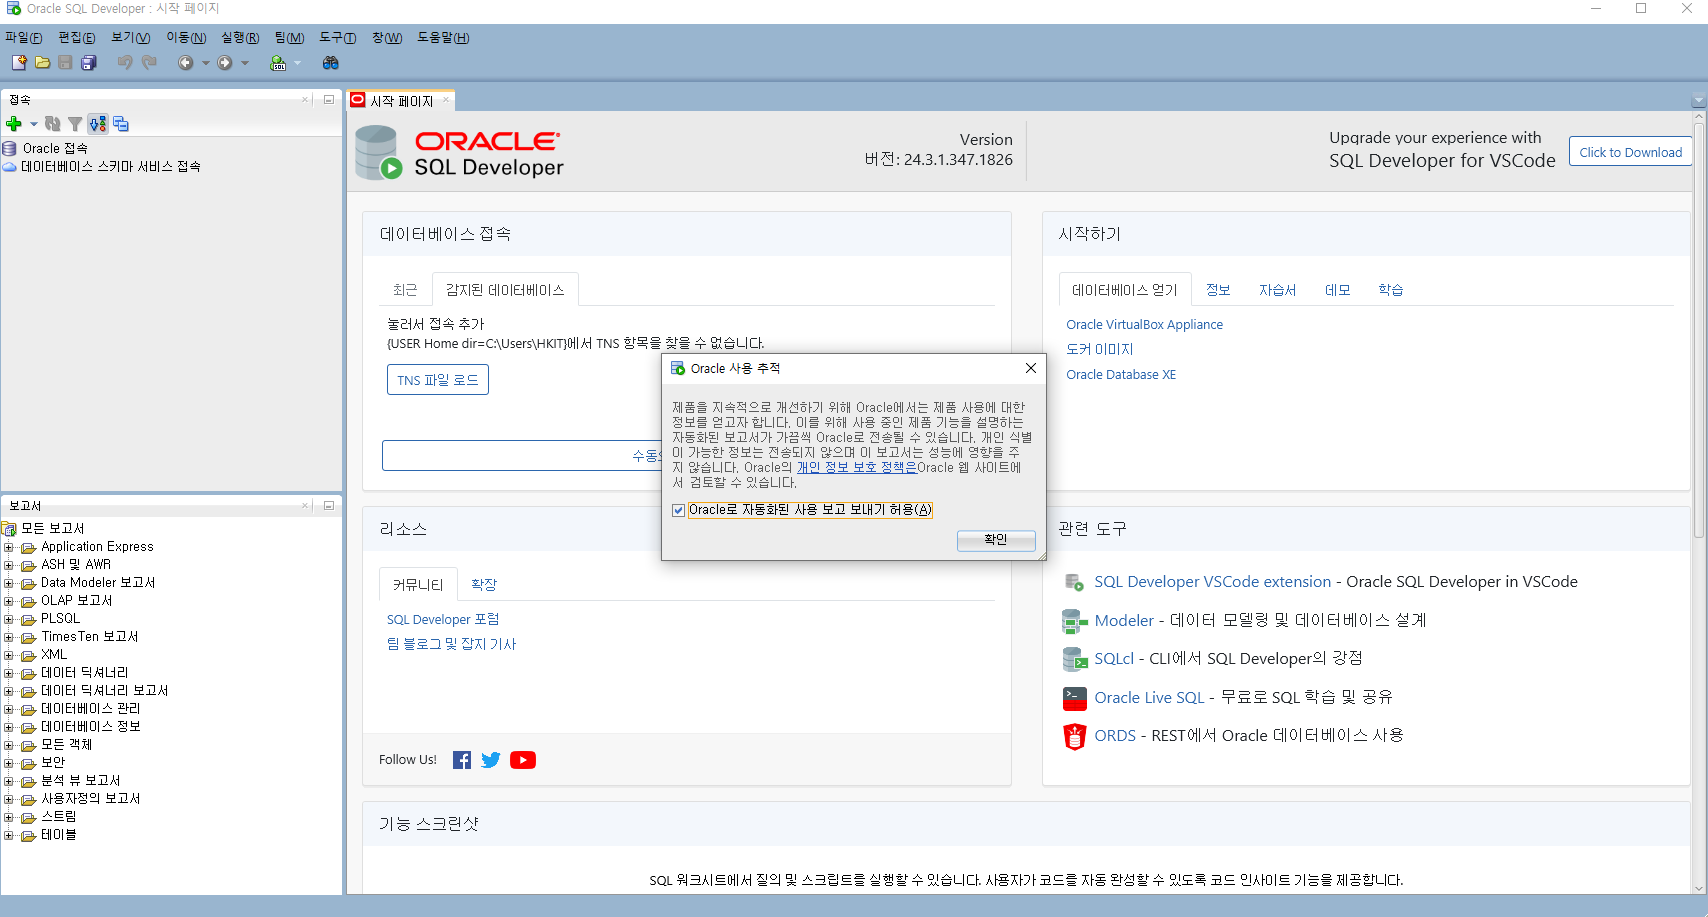 Oracle SQL Developer : 시작 페이지
파일(F) 편집(E) 보기(V) 이동(N) 실행(R) 팀(M) 도구(T) 창(W) 도움말(H)
접속
Oracle 접속
데이터베이스 스키마 서비스 접속
보고서
모든 보고서
Application Express
ASH 및 AWR
Data Modeler 보고서
OLAP 보고서
PLSQL
TimesTen 보고서
XML
데이터 딕셔너리
데이터 딕셔너리 보고서
데이터베이스 관리
데이터베이스 정보
모든 객체
보안
분석 뷰 보고서
사용자정의 보고서
스트림
테이블
시작 페이지
ORACLE
SQL Developer
Version
버전: 24.3.1.347.1826
Upgrade your experience with
SQL Developer for VSCode
Click to Download
데이터베이스 접속
최근 감지된 데이터베이스
눌러서 접속 추가
{USER Home dir=C:\Users\HKIT}에서 TNS 항목을 찾을 수 없습니다.
TNS 파일 로드
시작하기
데이터베이스 얻기 정보 자습서 데모 학습
Oracle VirtualBox Appliance
도커 이미지
Oracle Database XE
Oracle 사용 추적
제품을 지속적으로 개선하기 위해 Oracle에서는 제품 사용에 대한
정보를 얻고자 합니다. 이를 위해 사용 중인 제품 기능을 설명하는
자동화된 보고서가 가끔씩 Oracle로 전송될 수 있습니다. 개인 식별
이 가능한 정보는 전송되지 않으며 이 보고서는 성능에 영향을 주
지 않습니다. Oracle의 개인 정보 보호 정책은Oracle 웹 사이트에
서 검토할 수 있습니다.
Oracle로 자동화된 사용 보고 보내기 허용(A)
확인
리소스
커뮤니티 확장
SQL Developer 포럼
팀 블로그 및 잡지 기사
Follow Us!
관련 도구
SQL Developer VSCode extension - Oracle SQL Developer in VSCode
Modeler - 데이터 모델링 및 데이터베이스 설계
SQLcl - CLI에서 SQL Developer의 강점
Oracle Live SQL - 무료로 SQL 학습 및 공유
ORDS - REST에서 Oracle 데이터베이스 사용
기능 스크린샷
SQL 워크시트에서 질의 및 스크립트를 실행할 수 있습니다. 사용자가 코드를 자동 완성할 수 있도록 코드 인사이트 기능을 제공합니다.